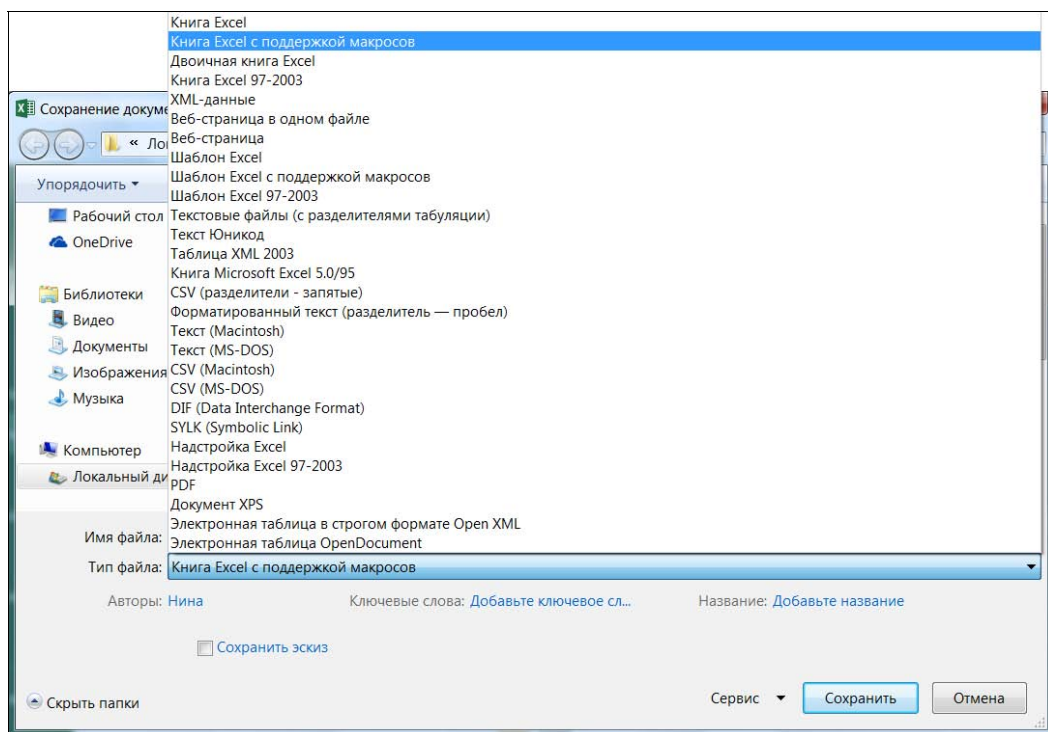 Книга Excel
Книга Excel с поддержкой макросов
Двоичная книга Excel
Книга Excel 97-2003
XML-данные
Веб-страница в одном файле
Веб-страница
Шаблон Excel
Шаблон Excel с поддержкой макросов
Шаблон Excel 97-2003
Текстовые файлы (с разделителями табуляции)
Текст Юникод
Таблица XML 2003
Книга Microsoft Excel 5.0/95
CSV (разделители - запятые)
Форматированный текст (разделитель — пробел)
Текст (Macintosh)
Текст (MS-DOS)
CSV (Macintosh)
CSV (MS-DOS)
DIF (Data Interchange Format)
SYLK (Symbolic Link)
Надстройка Excel
Надстройка Excel 97-2003
PDF
Документ XPS
Электронная таблица в строгом формате Open XML
Электронная таблица OpenDocument
Сохранение докуме
« Ло
Упорядочить
Рабочий стол
OneDrive
Библиотеки
Видео
Документы
Изображения
Музыка
Компьютер
Локальный ди
Имя файла:
Тип файла: Книга Excel с поддержкой макросов
Авторы: Нина Ключевые слова: Добавьте ключевое сл... Название: Добавьте название
Сохранить эскиз
Скрыть папки Сервис Сохранить Отмена